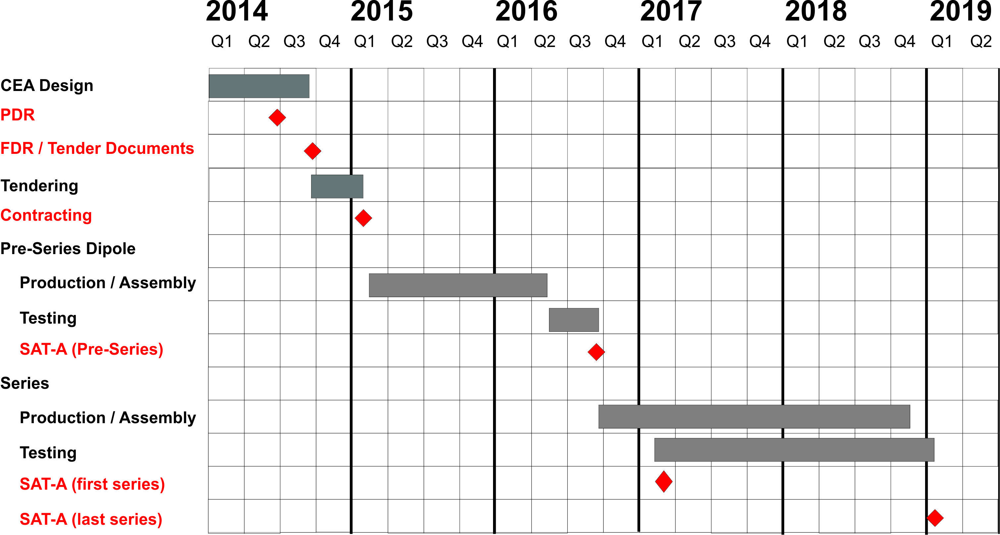 2014 2015 2016 2017 2018 2019
Q1 Q2 Q3 Q4 Q1 Q2 Q3 Q4 Q1 Q2 Q3 Q4 Q1 Q2 Q3 Q4 Q1 Q2 Q3 Q4 Q1 Q2
CEA Design
PDR
FDR / Tender Documents
Tendering
Contracting
Pre-Series Dipole
Production / Assembly
Testing
SAT-A (Pre-Series)
Series
Production / Assembly
Testing
SAT-A (first series)
SAT-A (last series)